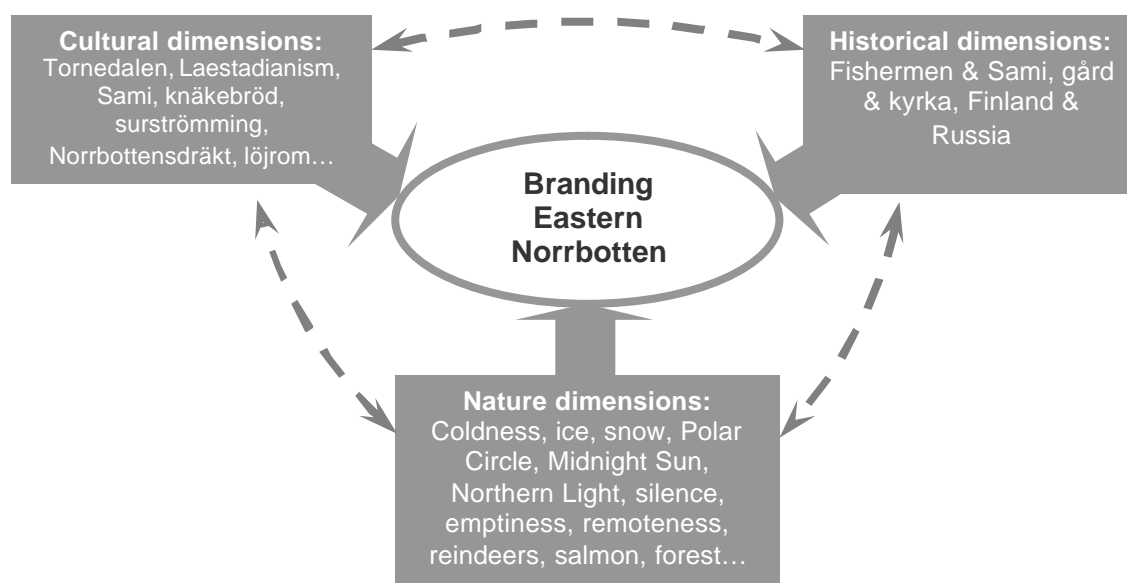 Cultural dimensions:
Tornedalen, Laestadianism,
Sami, knäkebröd,
surströmming,
Norrbottensdräkt, löjrom…
Historical dimensions:
Fishermen & Sami, gård
& kyrka, Finland &
Russia
Branding
Eastern
Norrbotten
Nature dimensions:
Coldness, ice, snow, Polar
Circle, Midnight Sun,
Northern Light, silence,
emptiness, remoteness,
reindeers, salmon, forest…